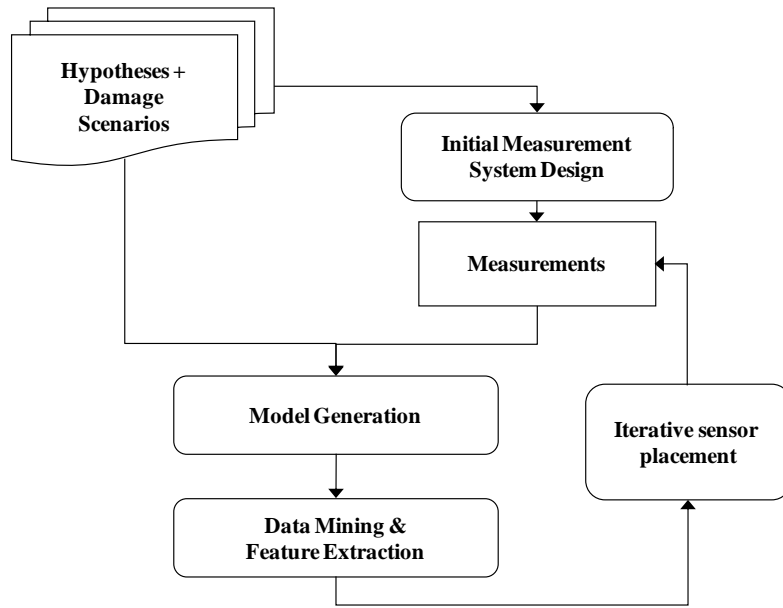 Hypotheses +
Damage
Scenarios
Initial Measurement
System Design
Measurements
Model Generation
Iterative sensor
placement
Data Mining &
Feature Extraction